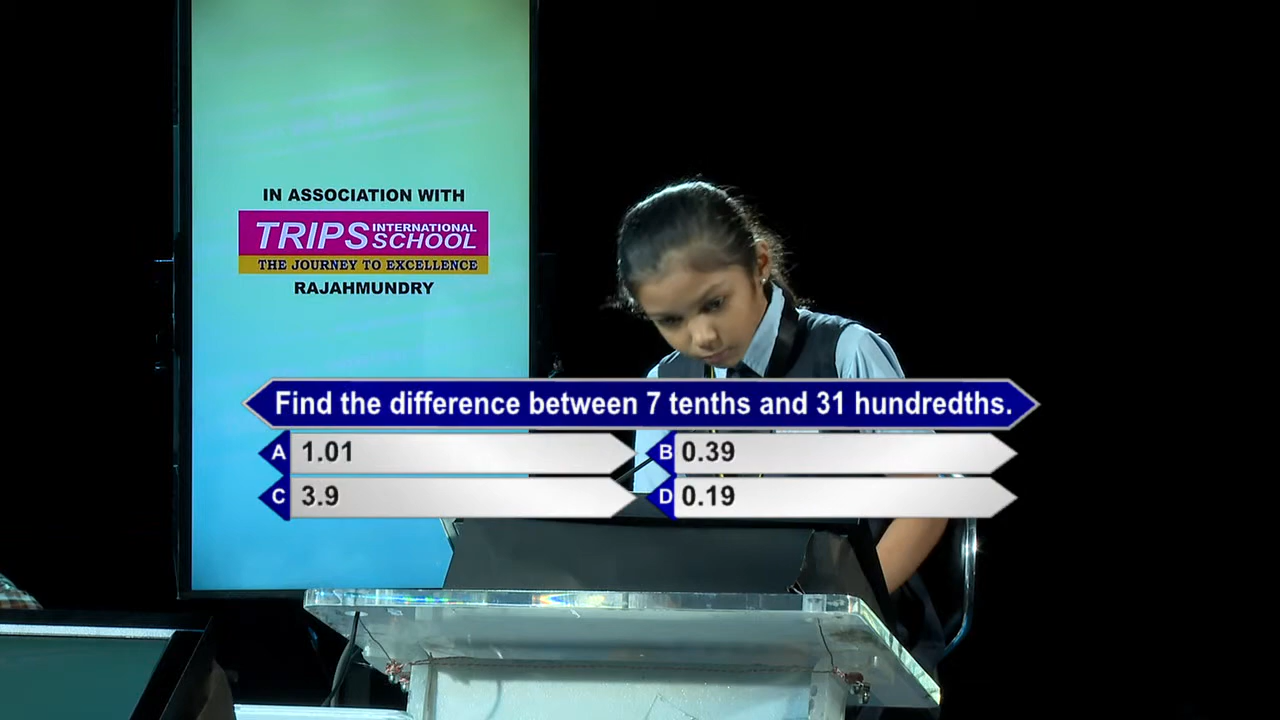 IN ASSOCIATION WITH
TRIPS INTERNATIONAL SCHOOL
THE JOURNEY TO EXCELLENCE
RAJAHMUNDRY
Find the difference between 7 tenths and 31 hundredths.
A 1.01
B 0.39
C 3.9
D 0.19